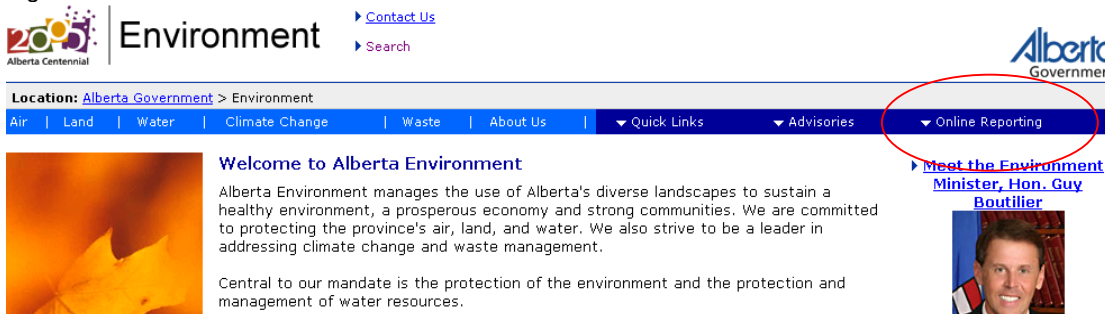 2005
Alberta Centennial
Environment
Contact Us
Search
Alberta
Government
Location: Alberta Government > Environment
Air | Land | Water | Climate Change | Waste | About Us | Quick Links Advisories Online Reporting
Welcome to Alberta Environment
Alberta Environment manages the use of Alberta's diverse landscapes to sustain a
healthy environment, a prosperous economy and strong communities. We are committed
to protecting the province's air, land, and water. We also strive to be a leader in
addressing climate change and waste management.
Central to our mandate is the protection of the environment and the protection and
management of water resources.
Meet the Environment
Minister, Hon. Guy
Boutilier